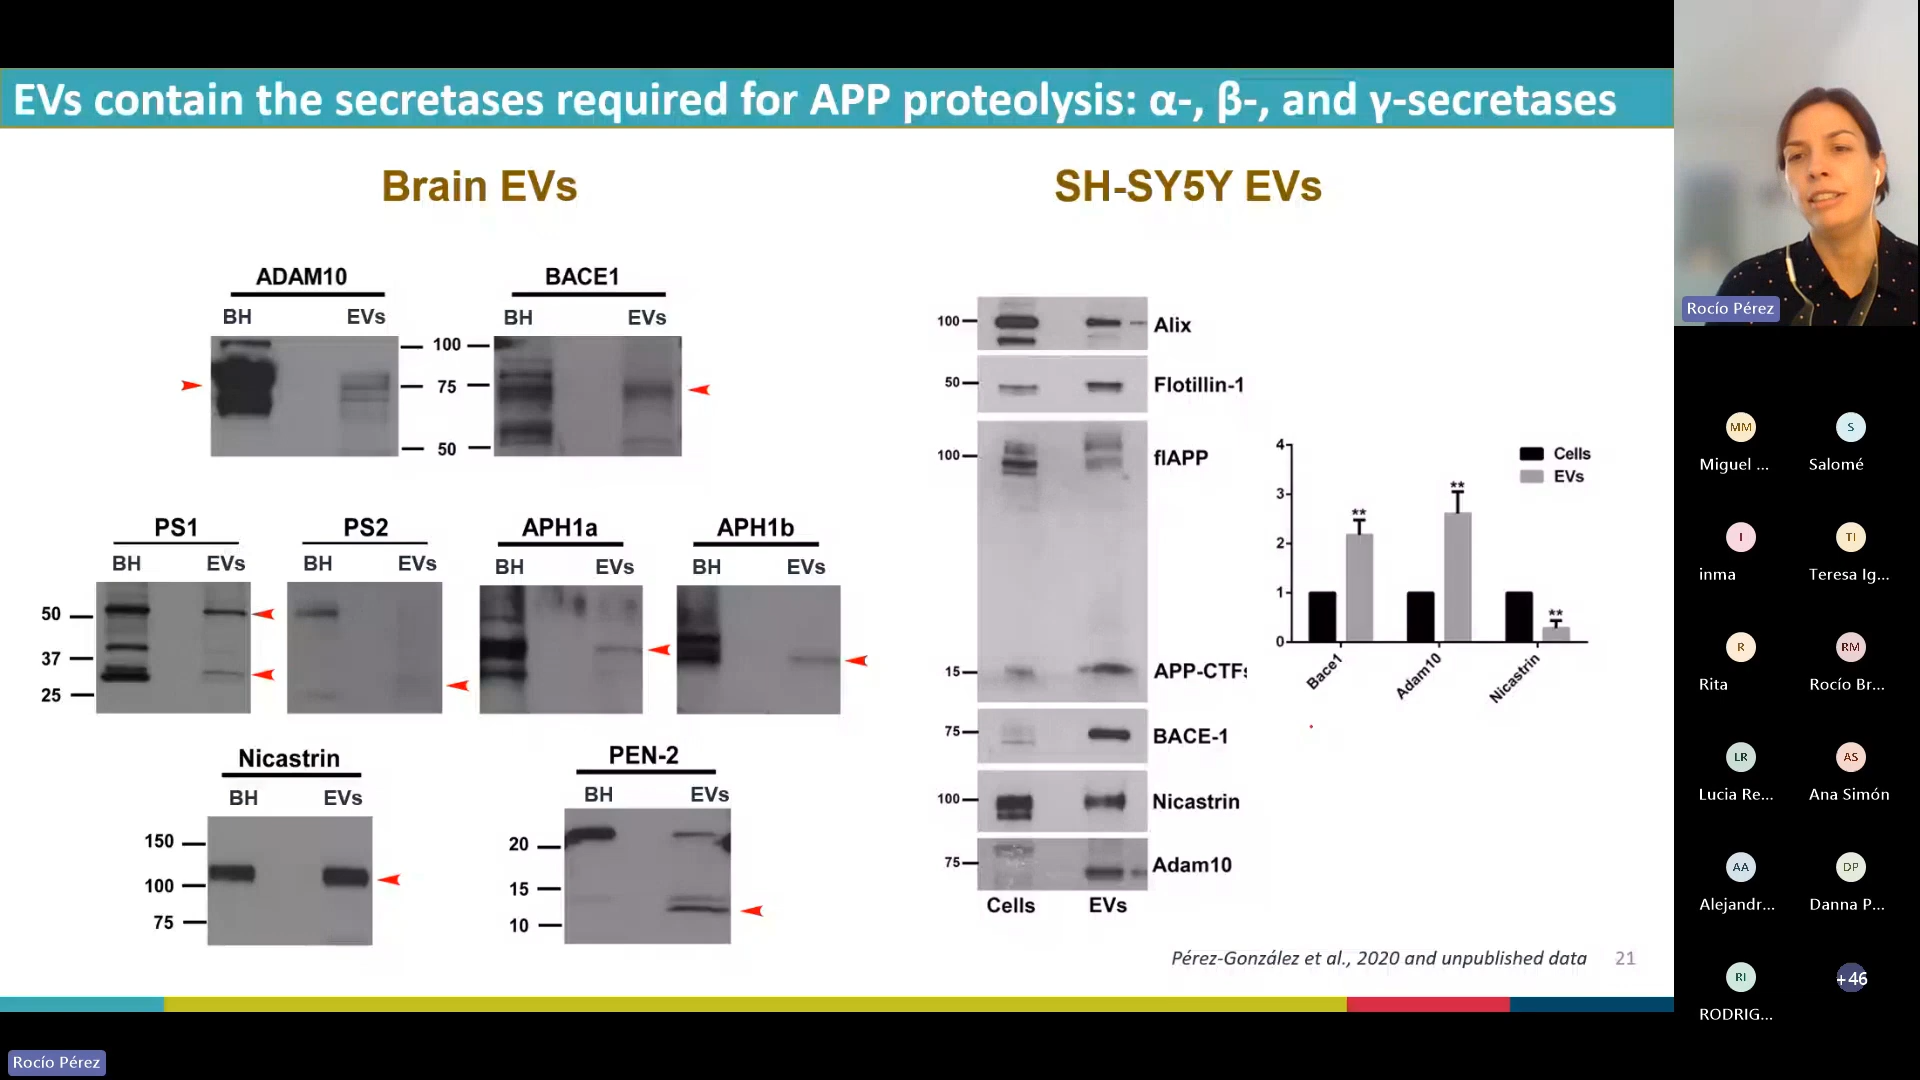 EVs contain the secretases required for APP proteolysis: α-, β-, and γ-secretases
Brain EVs
ADAM10
BH EVs
BACE1
BH EVs
100
75
50
PS1
BH EVs
50
37
25
PS2
BH EVs
APH1a
BH EVs
APH1b
BH EVs
Nicastrin
BH EVs
150
100
75
PEN-2
BH EVs
20
15
10
SH-SY5Y EVs
100 Alix
50 Flotillin-1
100 flAPP
15 APP-CTFs
75 BACE-1
100 Nicastrin
75 Adam10
Cells EVs
4
3
2
1
0
Cells
EVs
**
**
**
Bace1
Adam10
Nicastrin
Pérez-González et al., 2020 and unpublished data 21
Rocío Pérez
Rocío Pérez
MM
Miguel ...
S
Salomé
I
inma
TI
Teresa Ig...
R
Rita
RM
Rocío Br...
LR
Lucia Re...
AS
Ana Simón
AA
Alejandr...
DP
Danna P...
RI
RODRIG...
+46